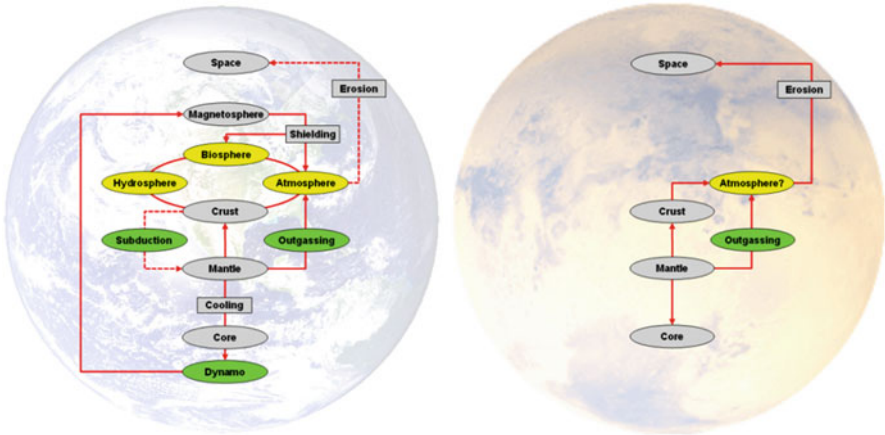 Space
Erosion
Magnetosphere
Shielding
Biosphere
Hydrosphere
Atmosphere
Crust
Subduction
Outgassing
Mantle
Cooling
Core
Dynamo
Space
Erosion
Atmosphere?
Crust
Outgassing
Mantle
Core